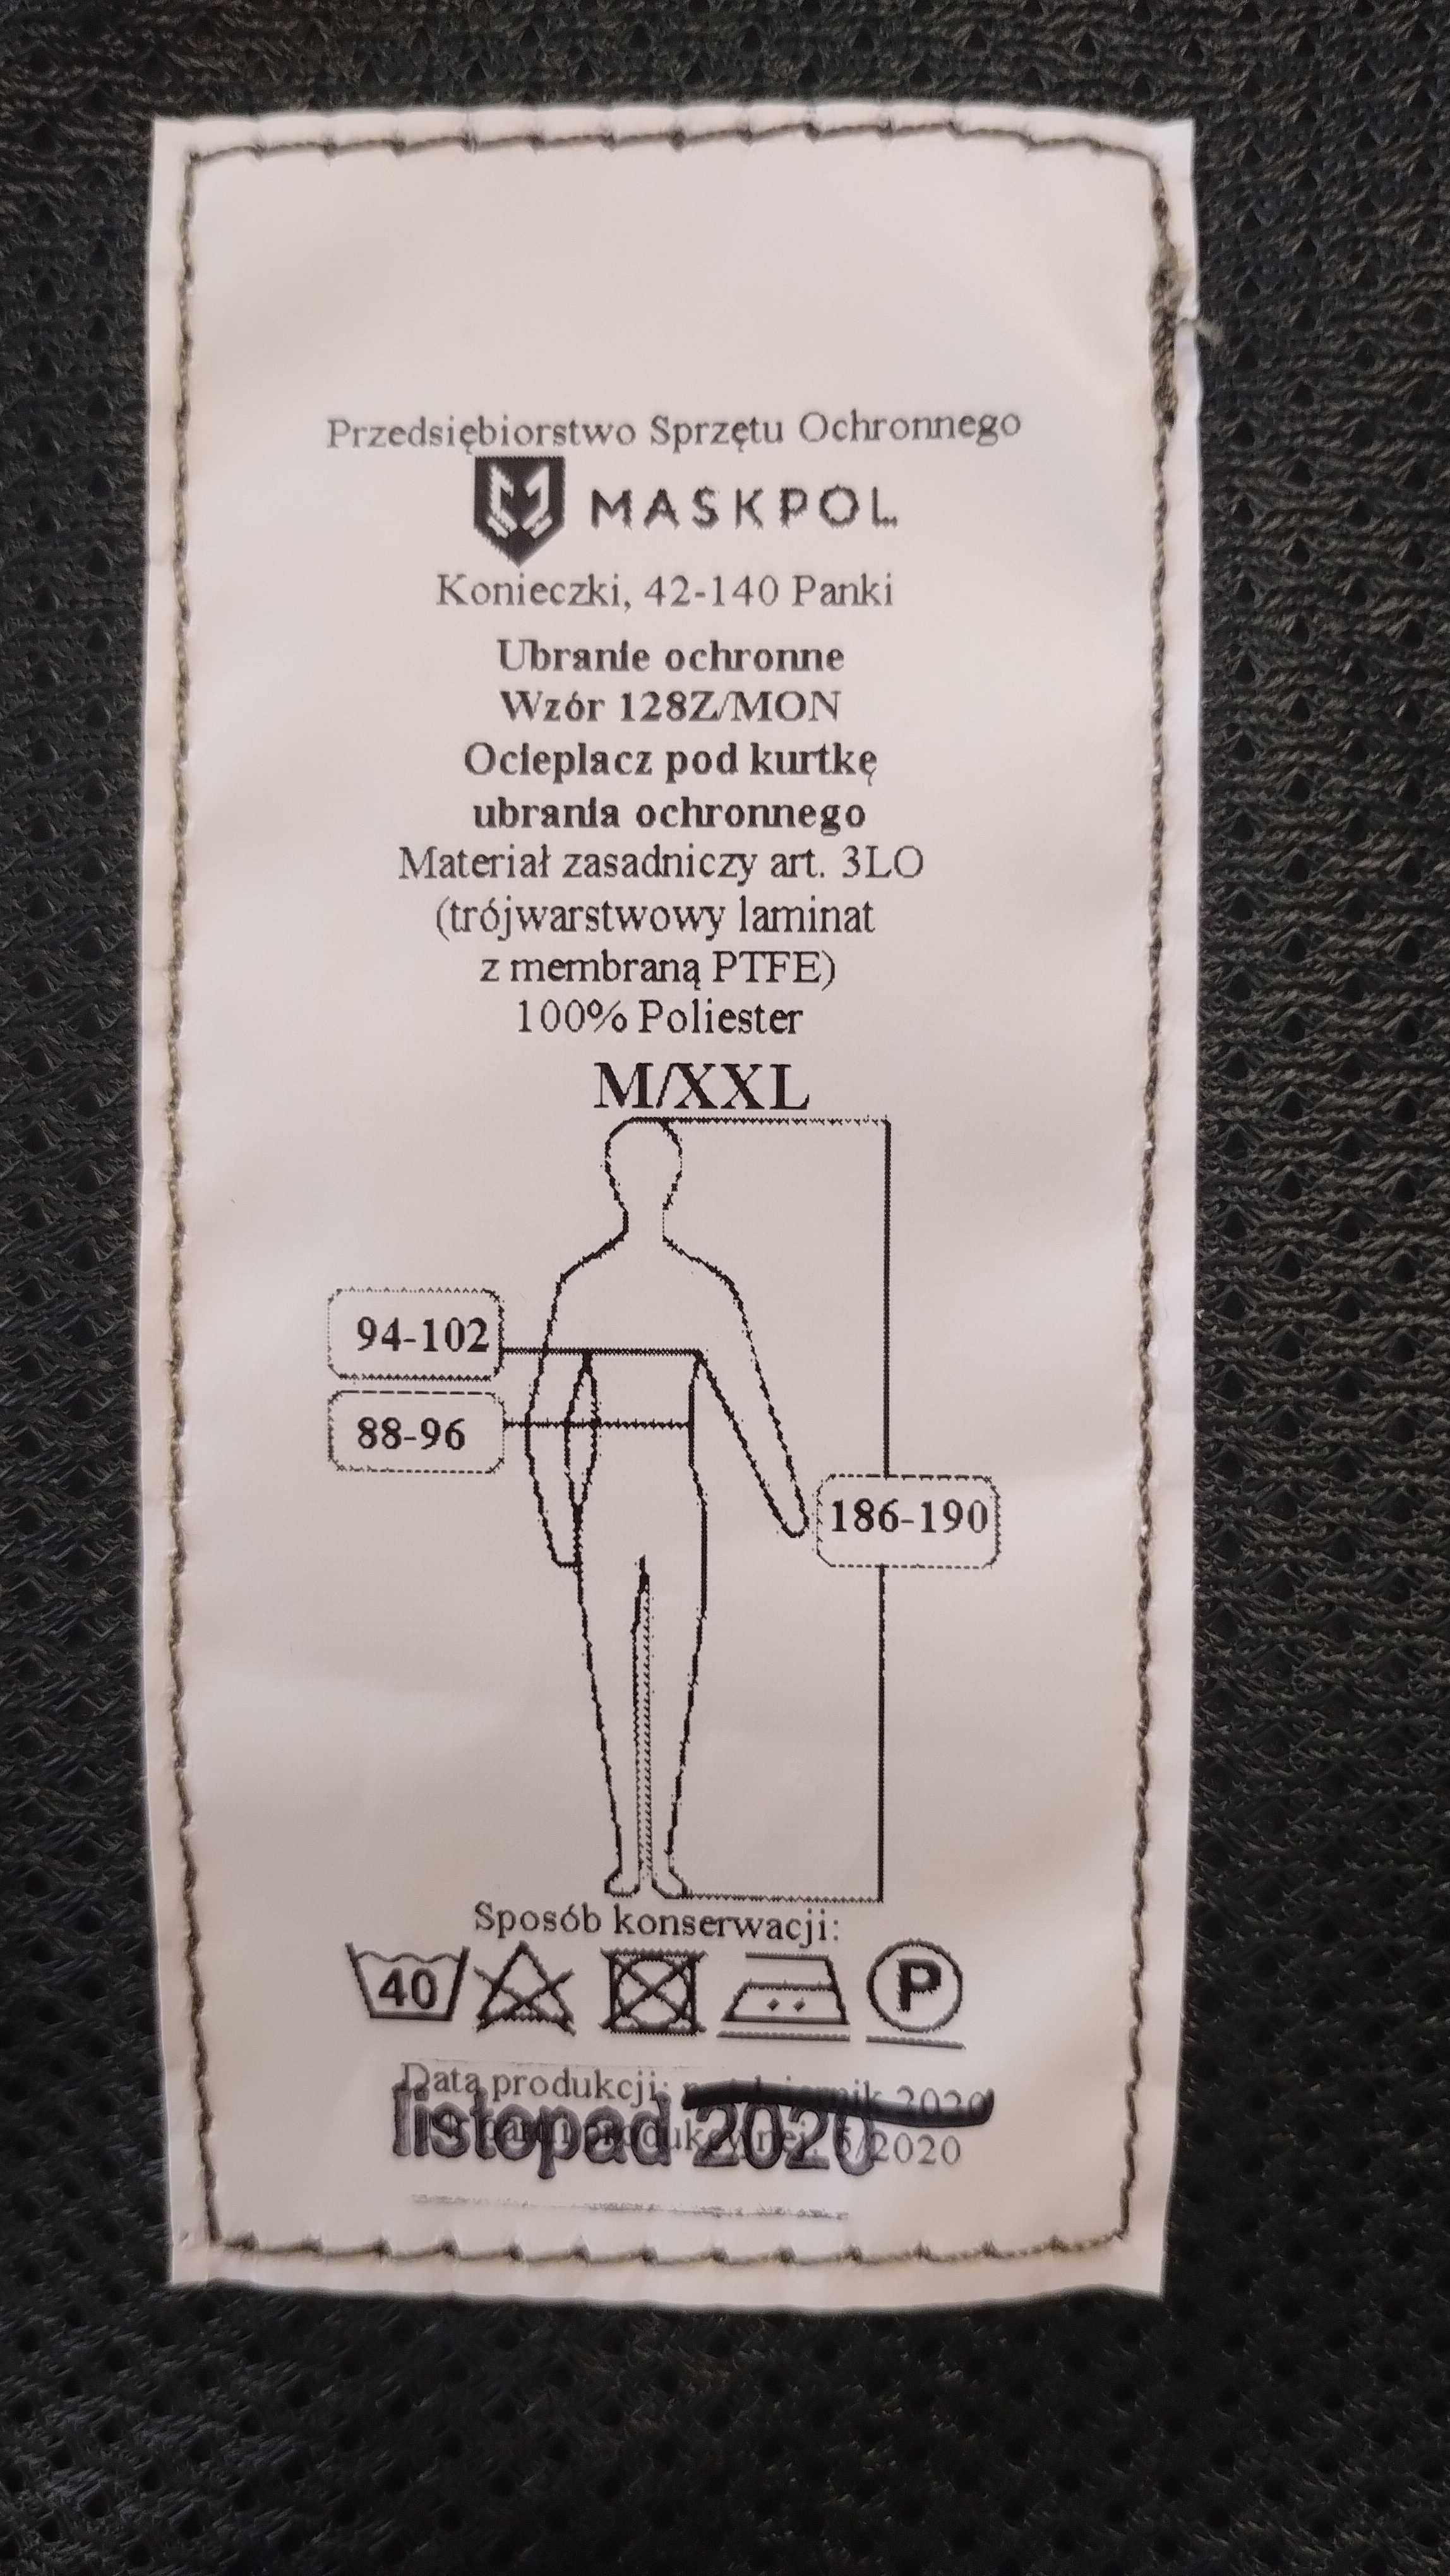 Przedsiębiorstwo Sprzętu Ochronnego
MASKPOL
Konieczki, 42-140 Panki
Ubranie ochronne
Wzór 128Z/MON
Ocieplacz pod kurtkę
ubrania ochronnego
Materiał zasadniczy art. 3LO
(trójwarstwowy laminat
z membraną PTFE)
100% Poliester
M/XXL
94-102
88-96
186-190
Sposób konserwacji:
40
P
Data produkcji: 2020
listopad 2020
/2020